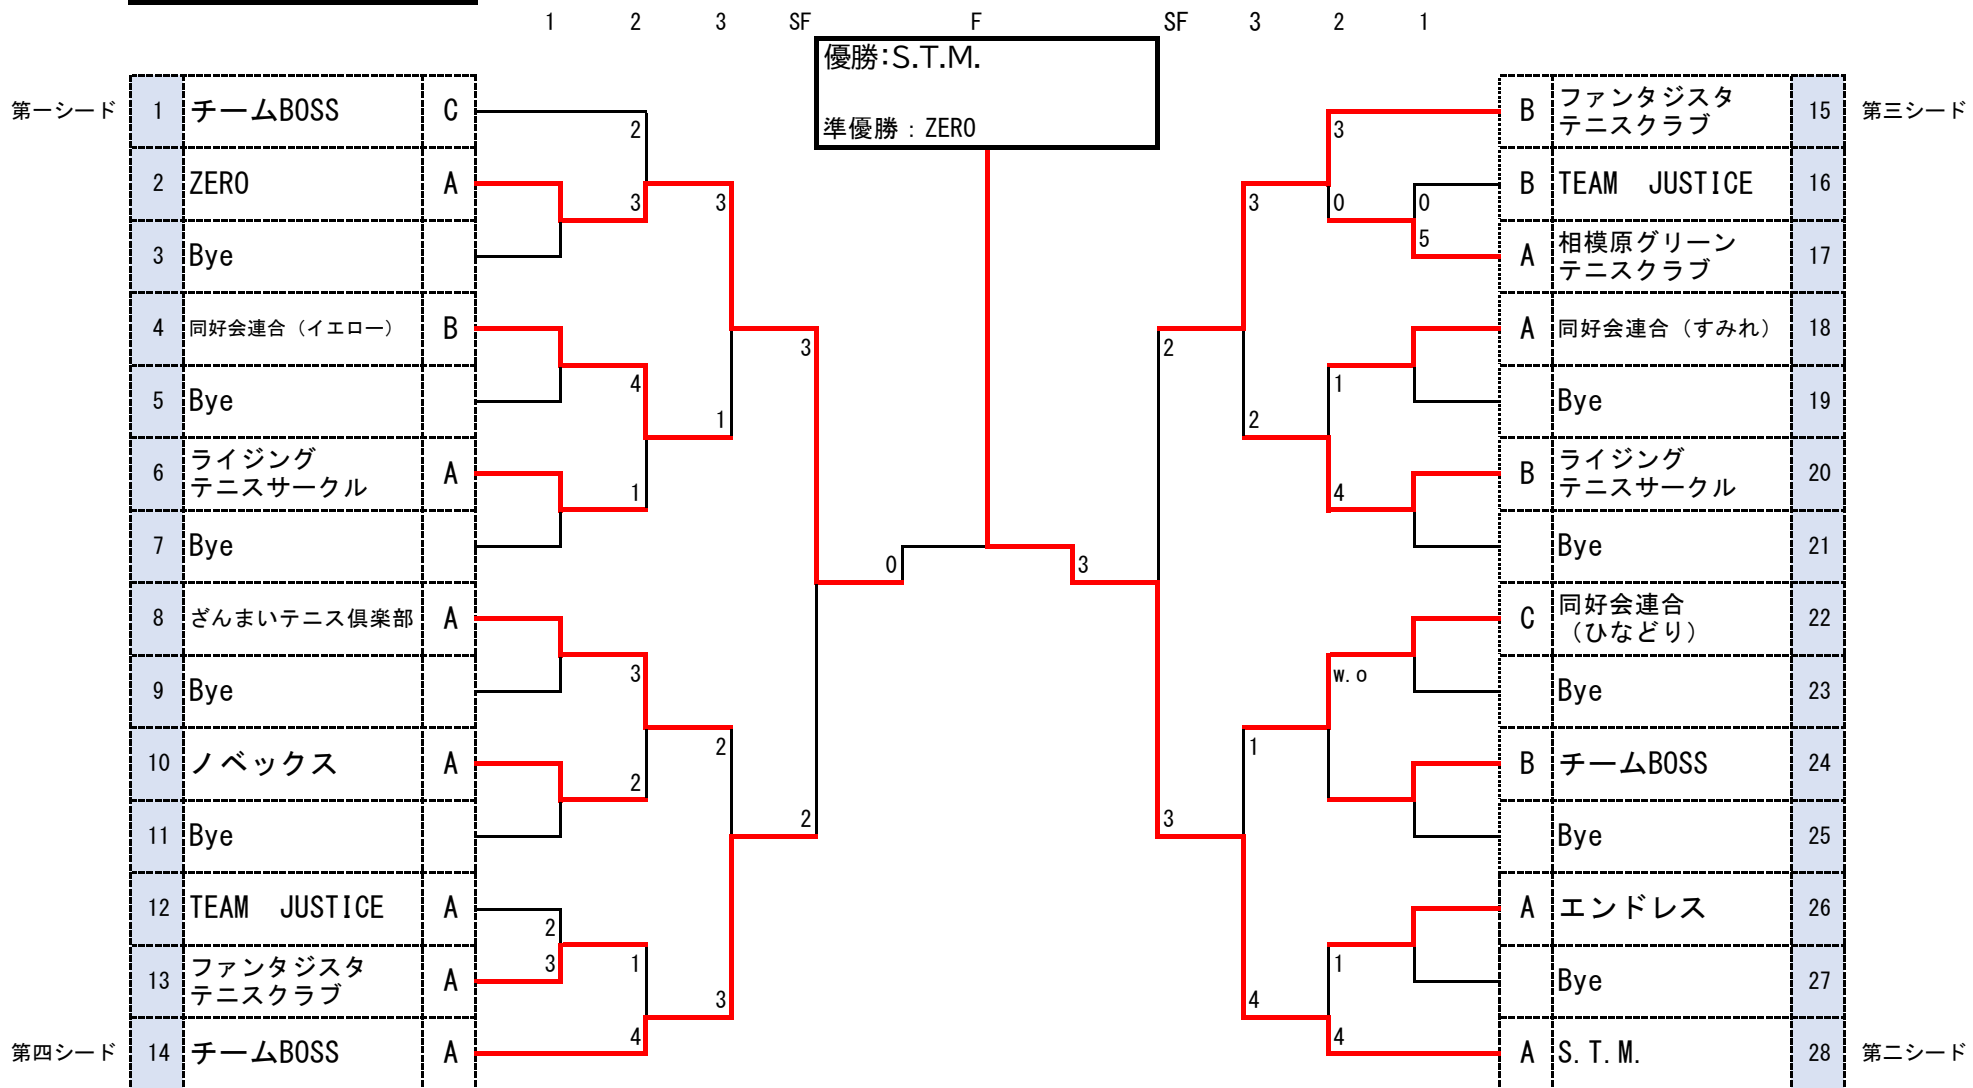 1 2 3 SF F SF 3 2 1
優勝:S.T.M.
準優勝：ZERO
第一シード 1 チームBOSS C
2 ZERO A
3 Bye
4 同好会連合（イエロー） B
5 Bye
6 ライジング
テニスサークル A
7 Bye
8 ざんまいテニス倶楽部 A
9 Bye
10 ノベックス A
11 Bye
12 TEAM　JUSTICE A
13 ファンタジスタ
テニスクラブ A
第四シード 14 チームBOSS A
2
3
3
4
1
1
3
3
2
2
2
2
3
1
3
4
0
3
B ファンタジスタ
テニスクラブ 15 第三シード
B TEAM　JUSTICE 16
A 相模原グリーン
テニスクラブ 17
A 同好会連合（すみれ） 18
Bye 19
B ライジング
テニスサークル 20
Bye 21
C 同好会連合
（ひなどり） 22
Bye 23
B チームBOSS 24
Bye 25
A エンドレス 26
Bye 27
A S.T.M. 28 第二シード
3
3
0
0
5
2
1
2
4
w.o
1
3
1
4
4